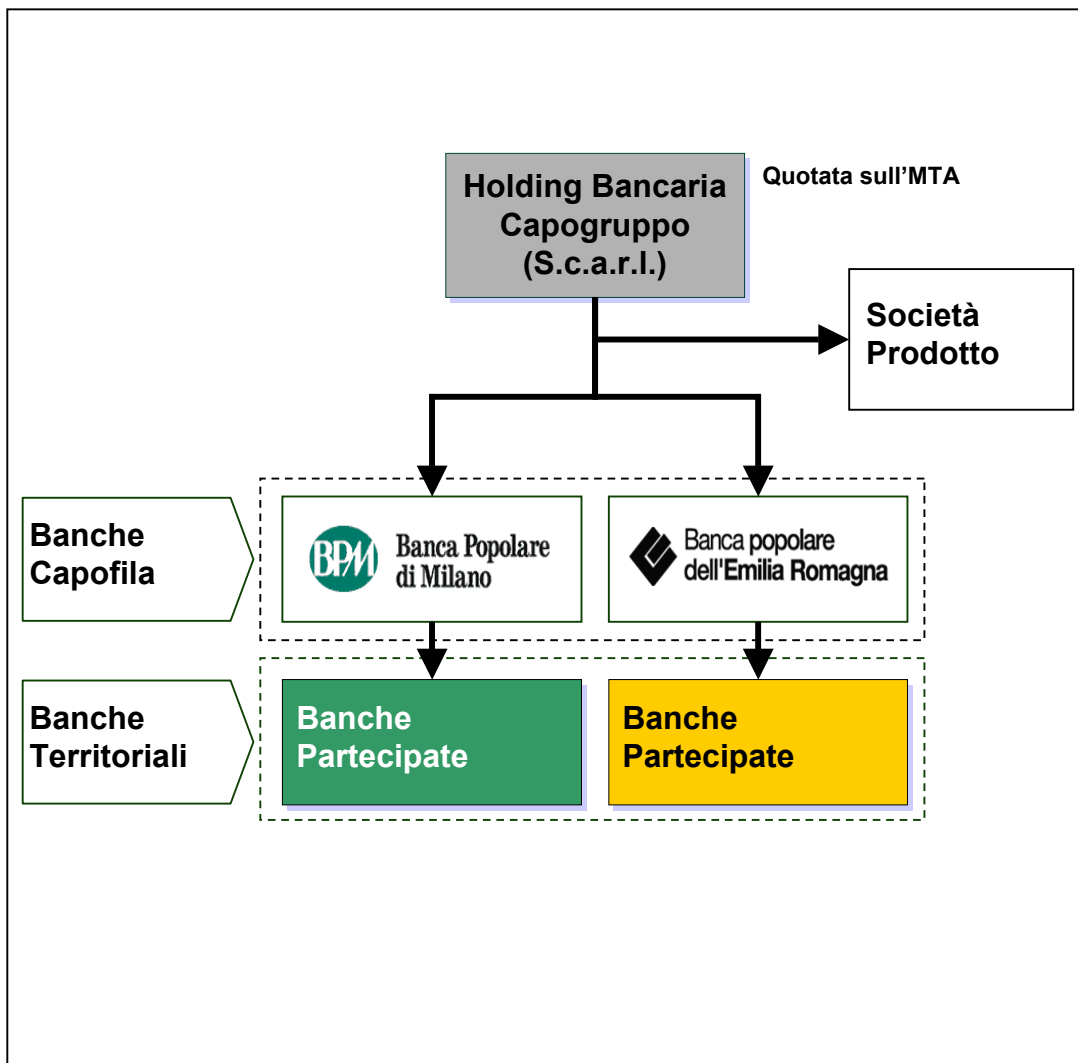 Holding Bancaria
Capogruppo
(S.c.a.r.l.)
Quotata sull'MTA
Società
Prodotto
Banche
Capofila
BPM
Banca Popolare
di Milano
Banca popolare
dell'Emilia Romagna
Banche
Territoriali
Banche
Partecipate
Banche
Partecipate